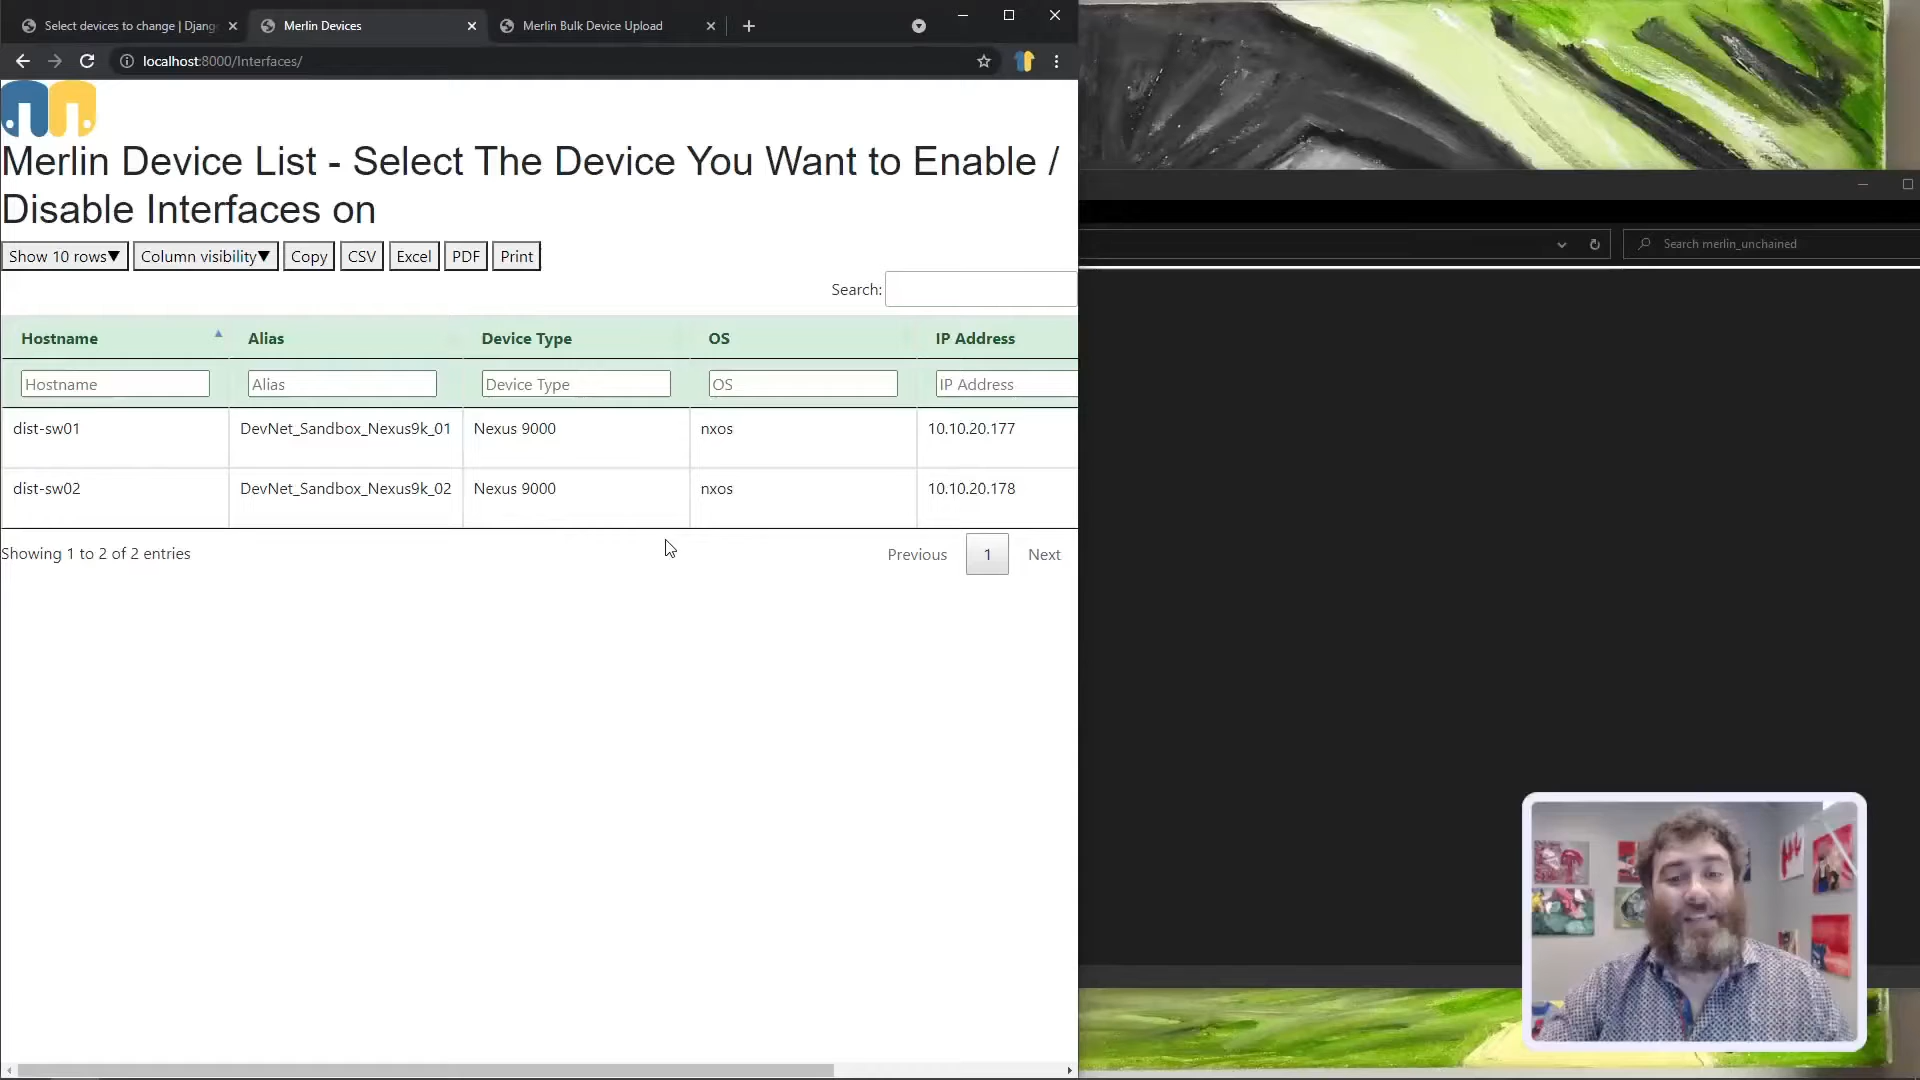 Select devices to change | Djang
Merlin Devices
Merlin Bulk Device Upload
localhost:8000/Interfaces/
Merlin Device List - Select The Device You Want to Enable /
Disable Interfaces on
Show 10 rows▼ Column visibility▼ Copy CSV Excel PDF Print
Search:
Hostname Alias Device Type OS IP Address
Hostname Alias Device Type OS IP Address
dist-sw01 DevNet_Sandbox_Nexus9k_01 Nexus 9000 nxos 10.10.20.177
dist-sw02 DevNet_Sandbox_Nexus9k_02 Nexus 9000 nxos 10.10.20.178
Showing 1 to 2 of 2 entries
Previous 1 Next
Search merlin_unchained